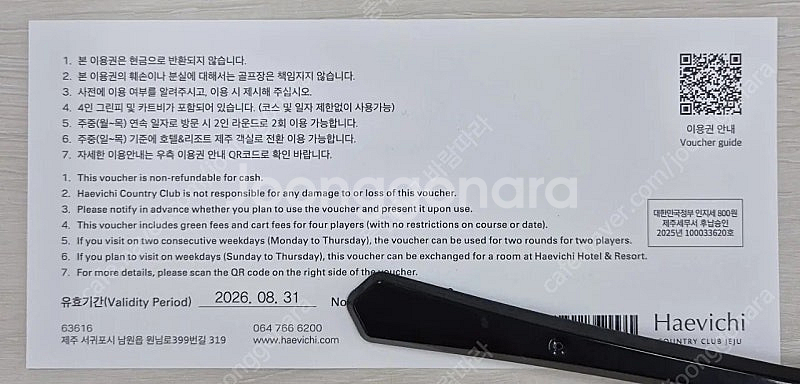 1. 본 이용권은 현금으로 반환되지 않습니다.
2. 본 이용권의 훼손이나 분실에 대해서는 골프장은 책임지지 않습니다.
3. 사전에 이용 여부를 알려주시고, 이용 시 제시해 주십시오.
4. 4인 그린피 및 카트비가 포함되어 있습니다. (코스 및 일자 제한없이 사용가능)
5. 주중(월~목) 연속 일자로 방문 시 2인 라운드로 2회 이용 가능합니다.
6. 주중(일~목) 기준에 호텔&리조트 제주 객실로 전환 이용 가능합니다.
7. 자세한 이용안내는 우측 이용권 안내 QR코드로 확인 바랍니다.
이용권 안내
Voucher guide
1. This voucher is non-refundable for cash.
2. Haevichi Country Club is not responsible for any damage to or loss of this voucher.
3. Please notify in advance whether you plan to use the voucher and present it upon use.
4. This voucher includes green fees and cart fees for four players (with no restrictions on course or date).
5. If you visit on two consecutive weekdays (Monday to Thursday), the voucher can be used for two rounds for two players.
6. If you plan to visit on weekdays (Sunday to Thursday), this voucher can be exchanged for a room at Haevichi Hotel & Resort.
7. For more details, please scan the QR code on the right side of the voucher.
대한민국정부 인지세 800원
제주세무서 후납승인
2025년 100033620호
유효기간(Validity Period) 2026. 08. 31 No
63616
제주 서귀포시 남원읍 원님로399번길 319
064 766 6200
www.haevichi.com
Haevichi
COUNTRY CLUB JEJU
Joonggonara